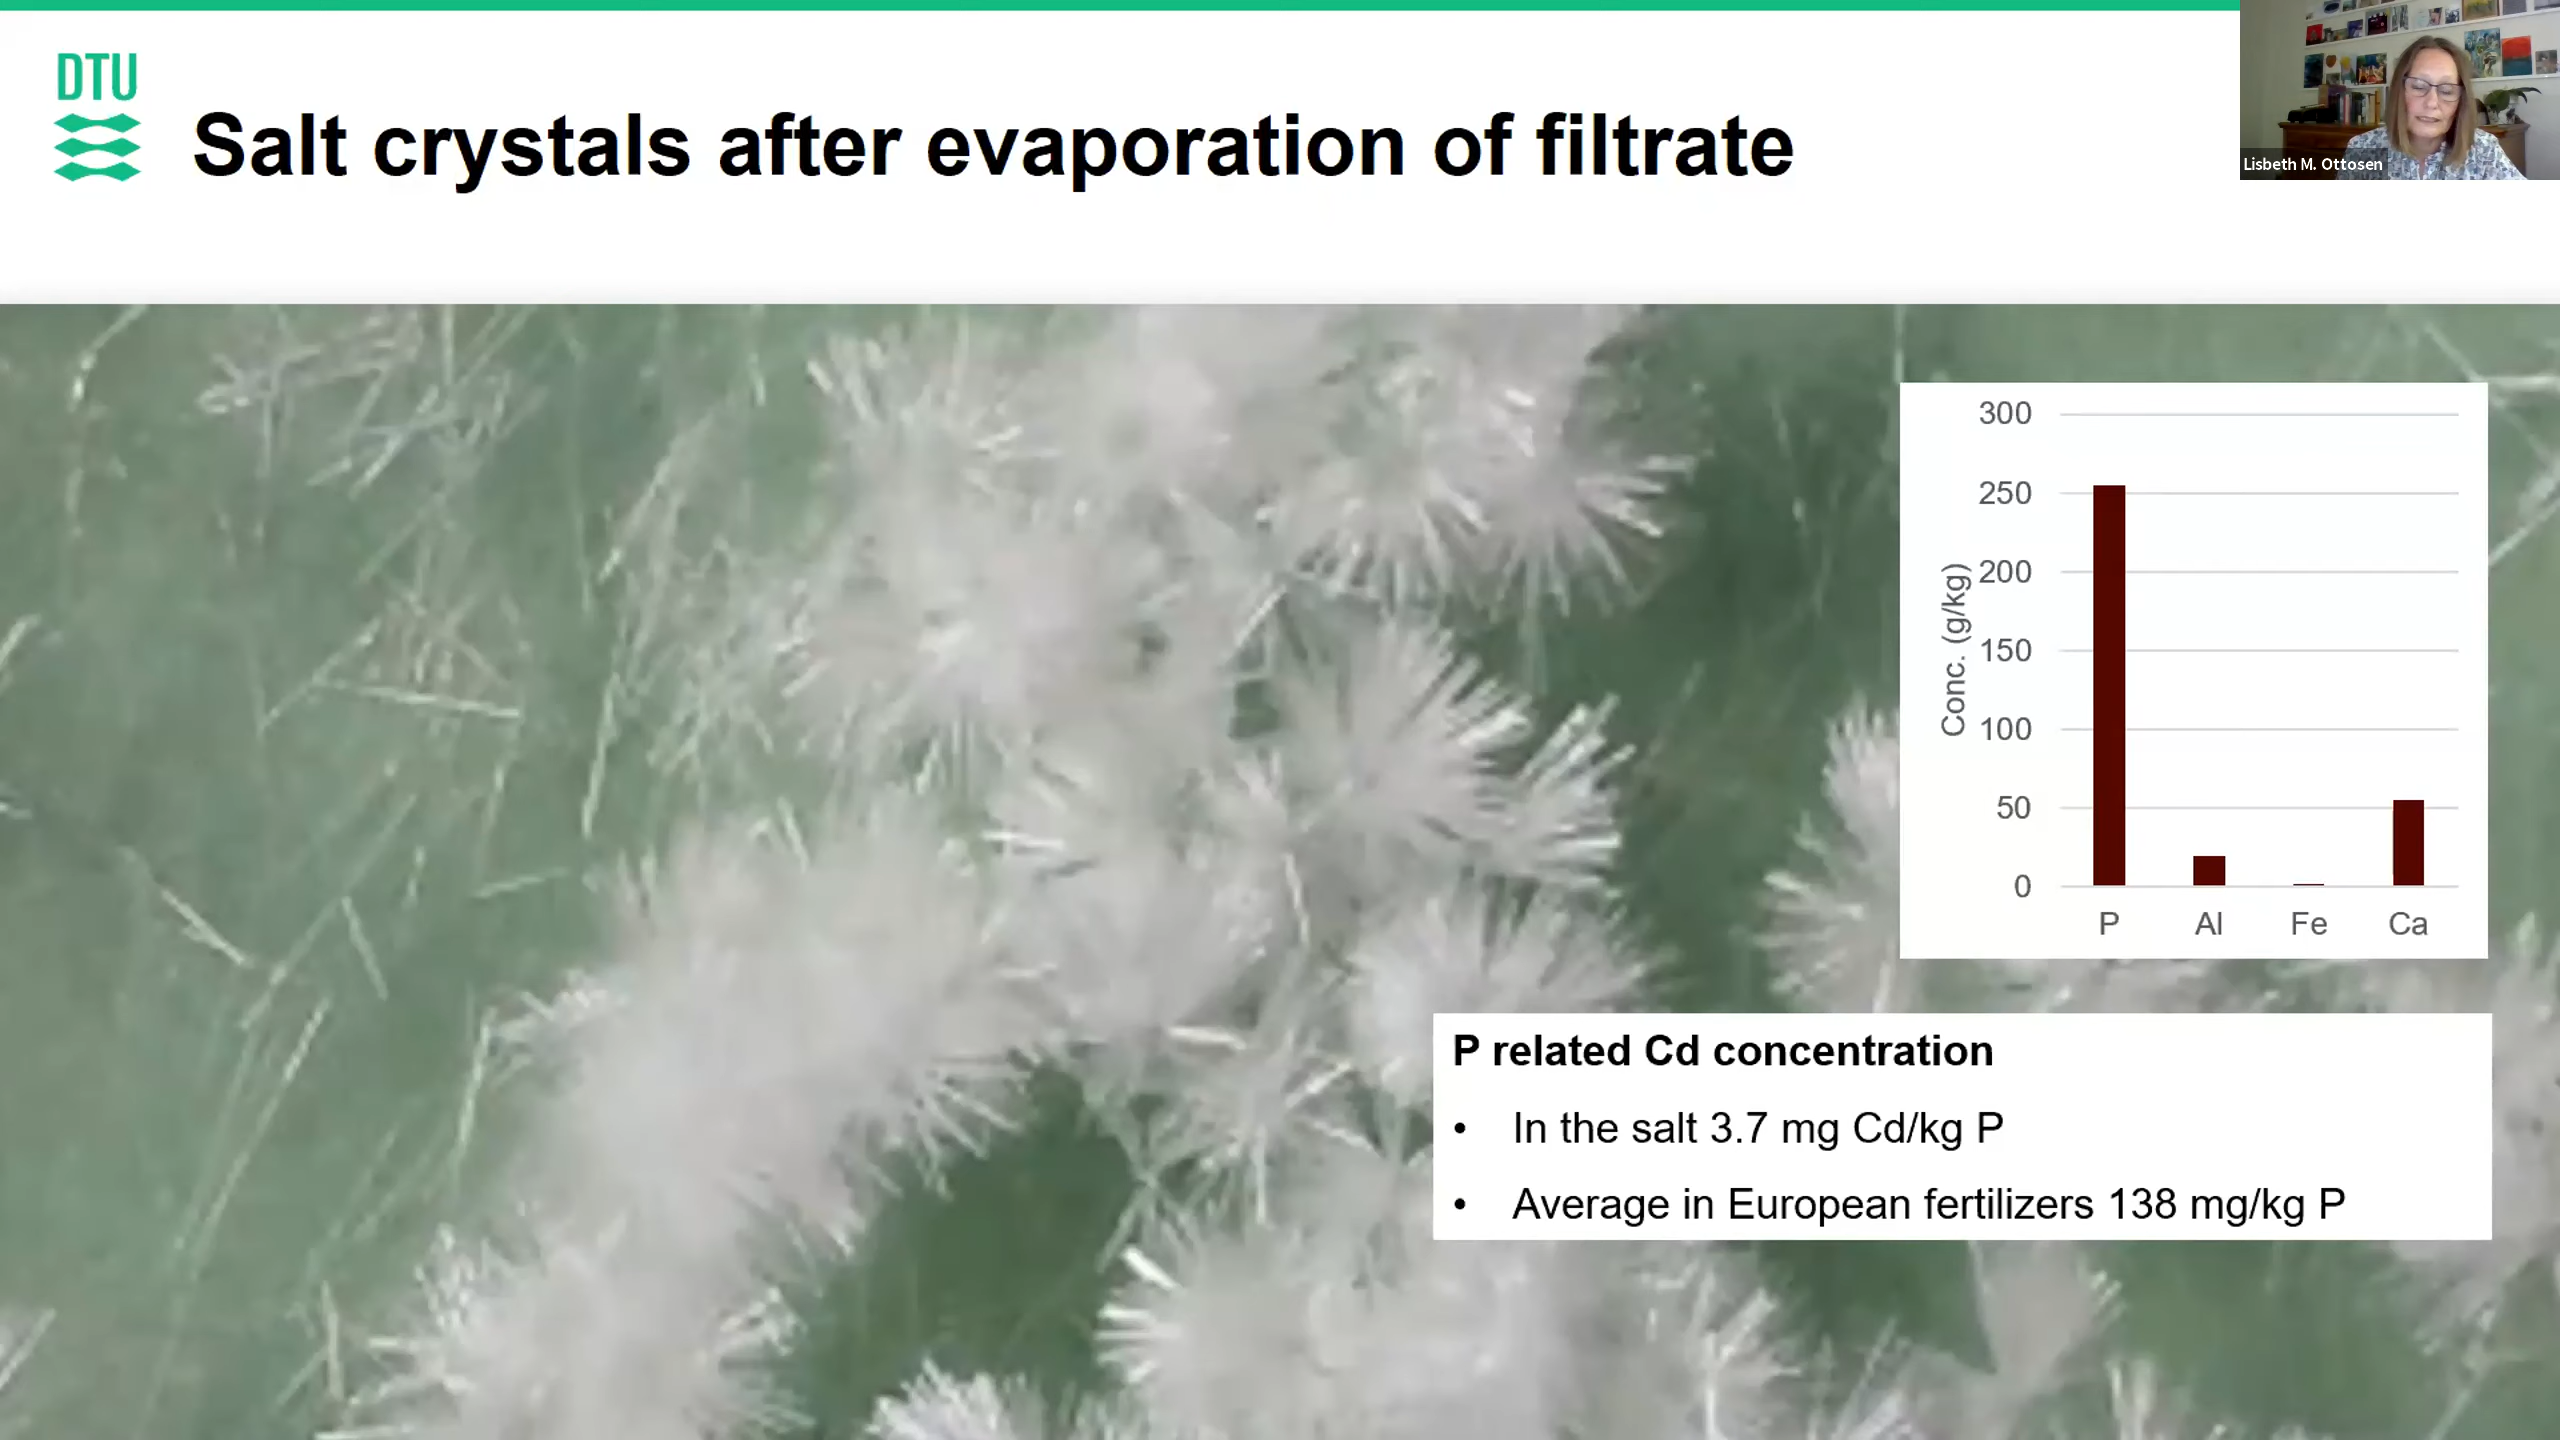 DTU
Salt crystals after evaporation of filtrate
Lisbeth M. Ottosen
300
250
200
150
100
50
0
Conc. (g/kg)
P Al Fe Ca
P related Cd concentration
• In the salt 3.7 mg Cd/kg P
• Average in European fertilizers 138 mg/kg P